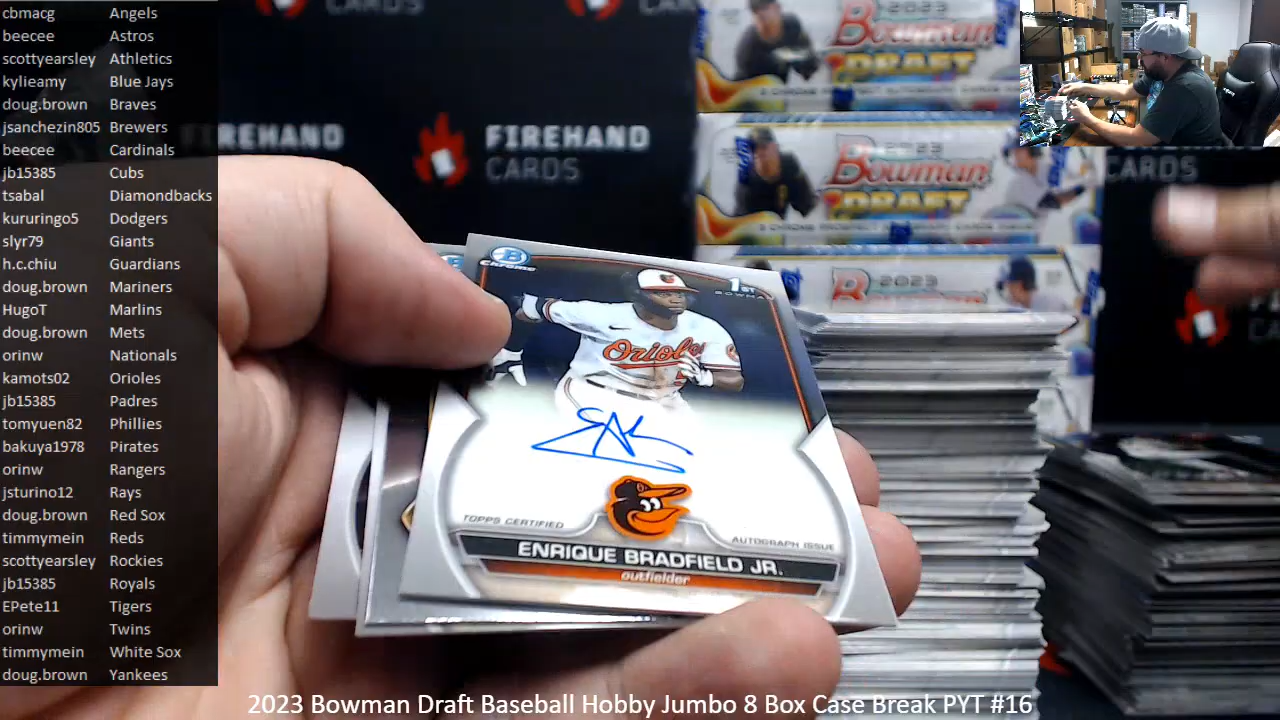 cbmacg Angels
beecee Astros
scottyearsley Athletics
kylieamy Blue Jays
doug.brown Braves
jsanchezin805 Brewers
beecee Cardinals
jb15385 Cubs
tsabal Diamondbacks
kururingo5 Dodgers
slyr79 Giants
h.c.chiu Guardians
doug.brown Mariners
HugoT Marlins
doug.brown Mets
orinw Nationals
kamots02 Orioles
jb15385 Padres
tomyuen82 Phillies
bakuya1978 Pirates
orinw Rangers
jsturino12 Rays
doug.brown Red Sox
timmymein Reds
scottyearsley Rockies
jb15385 Royals
EPete11 Tigers
orinw Twins
timmymein White Sox
doug.brown Yankees
FIREHAND
CARDS
2023
Bowman
DRAFT
2023
Bowman
DRAFT
2023
CARDS
B
Chrome
1ST
Orioles
TOPPS CERTIFIED
AUTOGRAPH ISSUE
ENRIQUE BRADFIELD JR.
outfielder
2023 Bowman Draft Baseball Hobby Jumbo 8 Box Case Break PYT #16